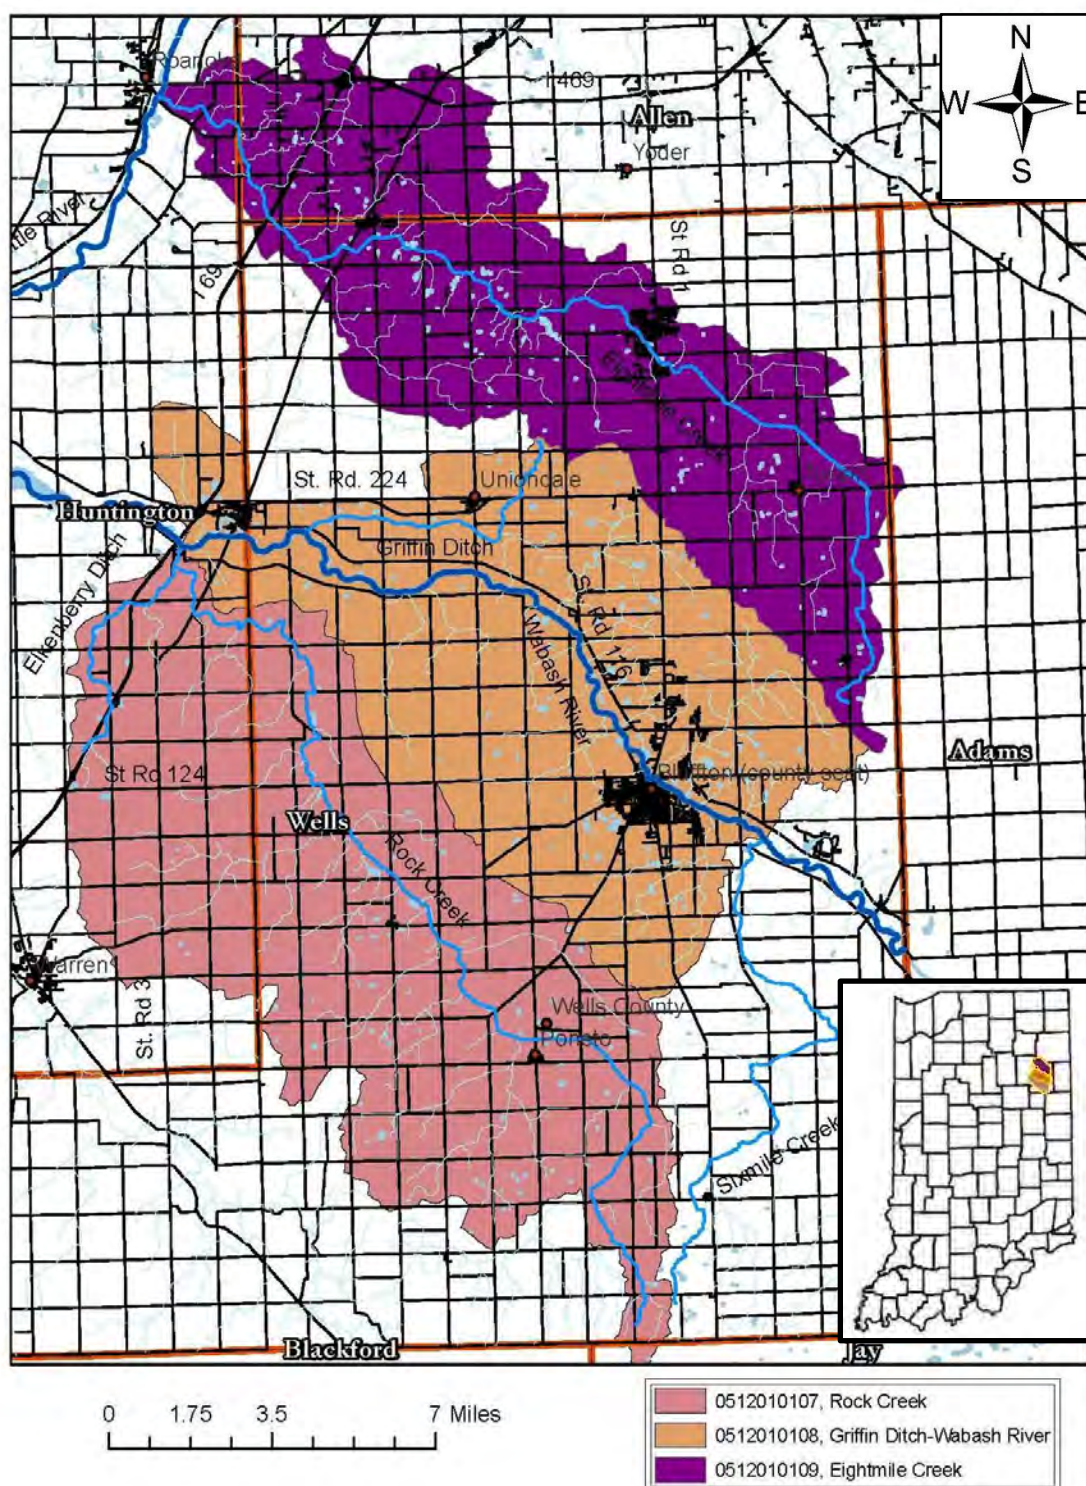 N
W E
S
Roanoke
I 469
Allen
Yoder
St Rd 1
ttle River
I 69
Eightmile Creek
St. Rd. 224
Uniondale
Huntington
Griffin Ditch
Elkenberry Ditch
St. Rd 116
Wabash River
Adams
St Rd 124
Bluffton (county seat)
Wells
Rock Creek
Warren
St. Rd 3
Wells County
Poneto
Sixmile Creek
Blackford
Jay
0 1.75 3.5 7 Miles
0512010107, Rock Creek
0512010108, Griffin Ditch-Wabash River
0512010109, Eightmile Creek